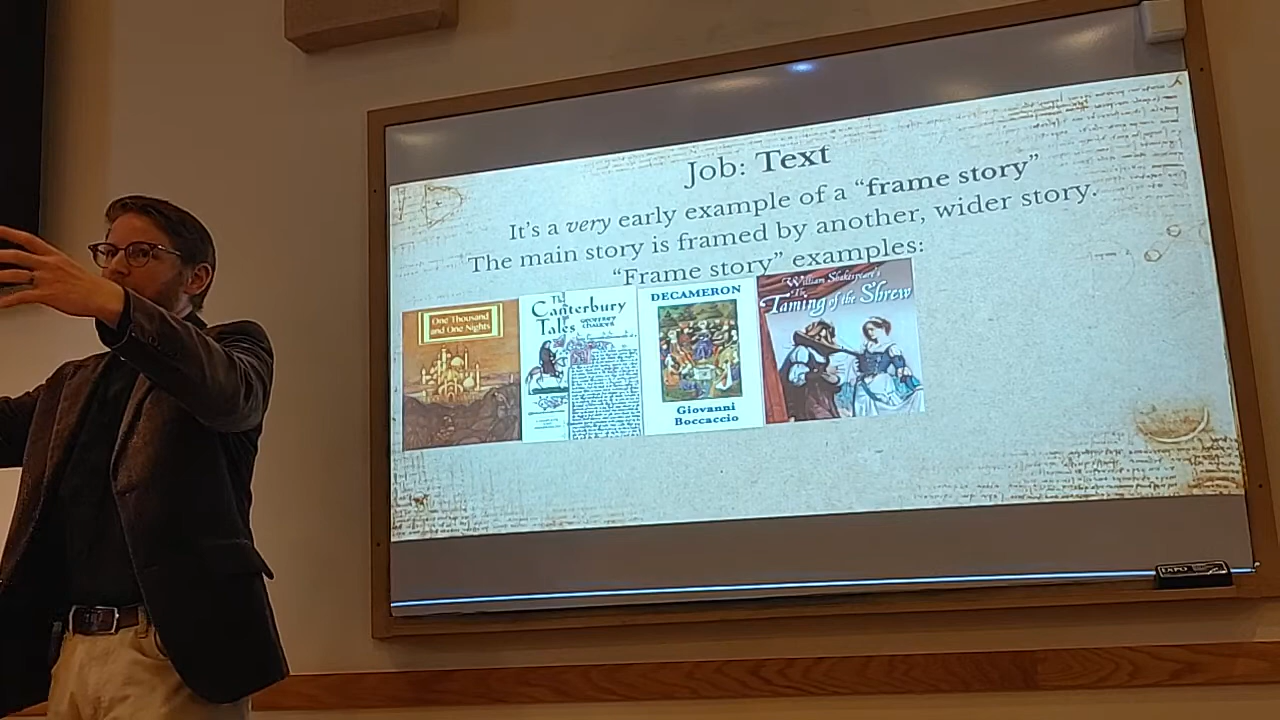 Job: Text
It's a very early example of a “frame story”
The main story is framed by another, wider story.
“Frame story” examples:
One Thousand
and One Nights
The
Canterbury
Tales
GEOFFREY
CHAUCER
DECAMERON
Giovanni
Boccaccio
William Shakespeare's
The
Taming of the Shrew
EXPO